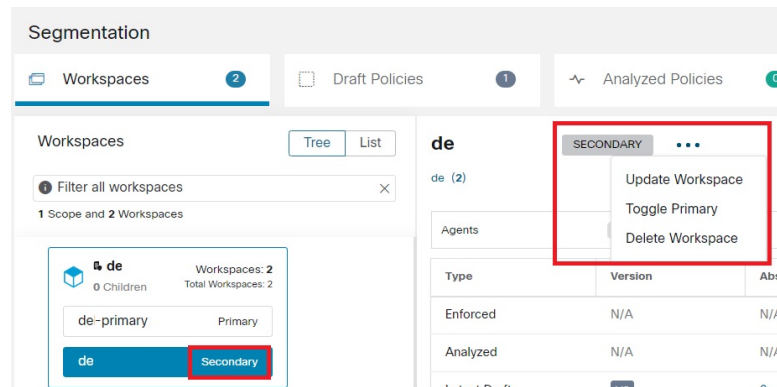 Segmentation
Workspaces 2
Draft Policies 1
Analyzed Policies
Workspaces
Tree List
Filter all workspaces
1 Scope and 2 Workspaces
de
0 Children
Workspaces: 2
Total Workspaces: 2
de-primary Primary
de Secondary
de SECONDARY
de (2)
Update Workspace
Toggle Primary
Delete Workspace
Agents
Type Version
Enforced N/A
Analyzed N/A